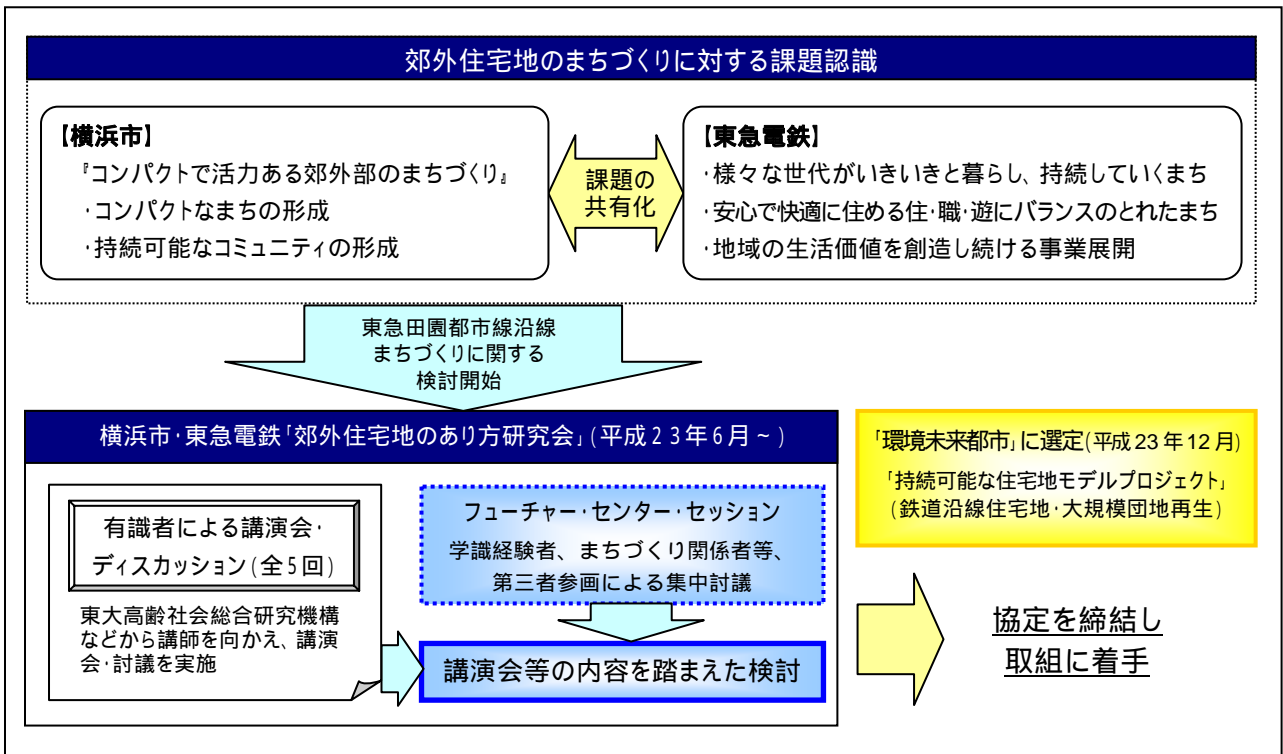 郊外住宅地のまちづくりに対する課題認識
【横浜市】
『コンパクトで活力ある郊外部のまちづくり』
・コンパクトなまちの形成
・持続可能なコミュニティの形成
課題の
共有化
【東急電鉄】
・様々な世代がいきいきと暮らし、持続していくまち
・安心で快適に住める住・職・遊にバランスのとれたまち
・地域の生活価値を創造し続ける事業展開
東急田園都市線沿線
まちづくりに関する
検討開始
横浜市・東急電鉄「郊外住宅地のあり方研究会」(平成23年6月~)
有識者による講演会・
ディスカッション(全5回)
東大高齢社会総合研究機構
などから講師を向かえ、講演
会・討議を実施
フューチャー・センター・セッション
学識経験者、まちづくり関係者等、
第三者参画による集中討議
講演会等の内容を踏まえた検討
「環境未来都市」に選定(平成23年12月)
「持続可能な住宅地モデルプロジェクト」
(鉄道沿線住宅地・大規模団地再生)
協定を締結し
取組に着手